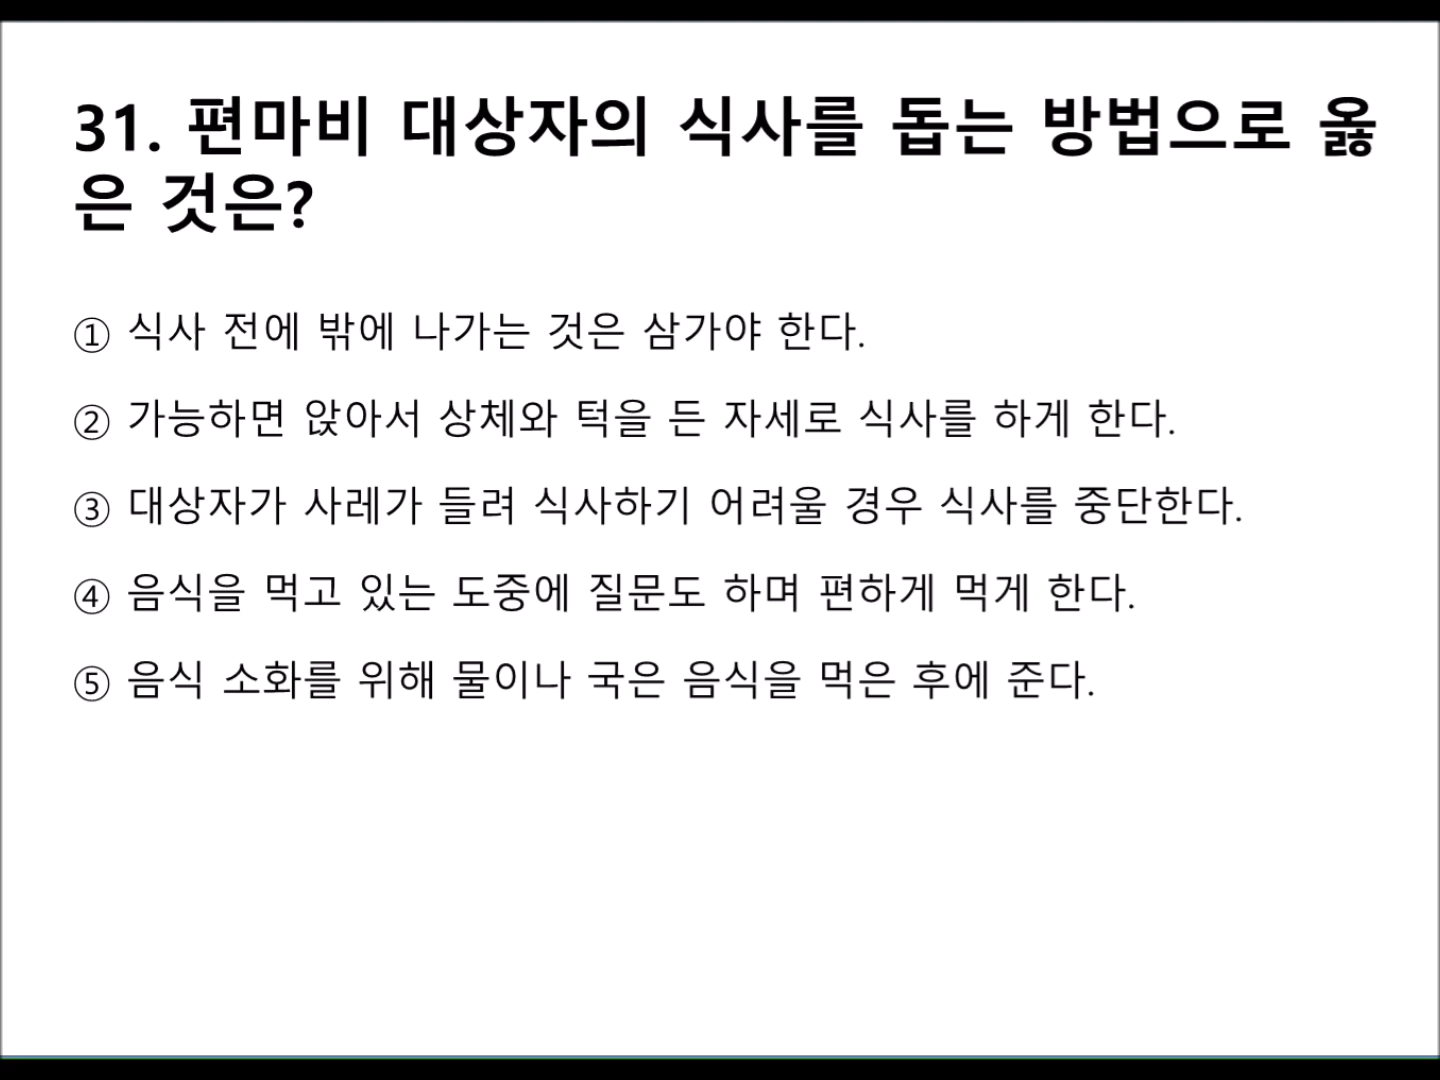 31. 편마비 대상자의 식사를 돕는 방법으로 옳
은 것은?
① 식사 전에 밖에 나가는 것은 삼가야 한다.
② 가능하면 앉아서 상체와 턱을 든 자세로 식사를 하게 한다.
③ 대상자가 사레가 들려 식사하기 어려울 경우 식사를 중단한다.
④ 음식을 먹고 있는 도중에 질문도 하며 편하게 먹게 한다.
⑤ 음식 소화를 위해 물이나 국은 음식을 먹은 후에 준다.